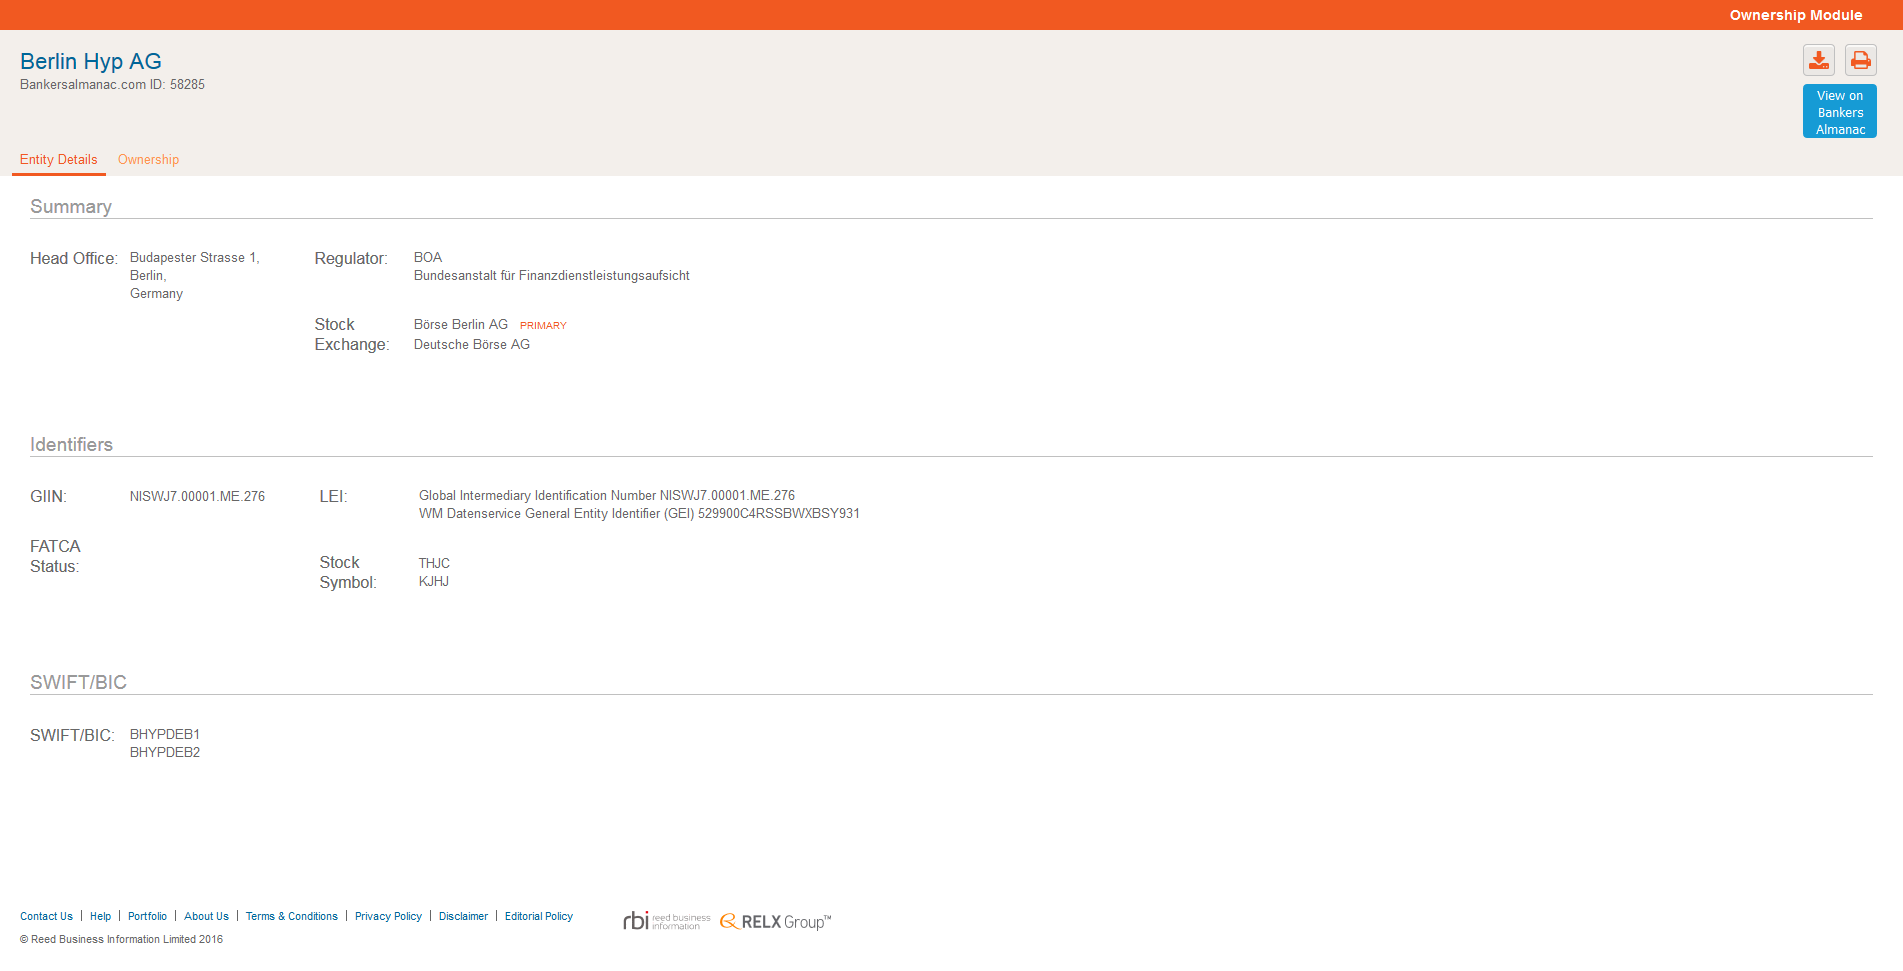 Ownership Module
Berlin Hyp AG
Bankersalmanac.com ID: 58285
View on
Bankers
Almanac
Entity Details Ownership
Summary
Head Office: Budapester Strasse 1,
Berlin,
Germany
Regulator: BOA
Bundesanstalt für Finanzdienstleistungsaufsicht
Stock
Exchange:
Börse Berlin AG PRIMARY
Deutsche Börse AG
Identifiers
GIIN: NISWJ7.00001.ME.276
LEI: Global Intermediary Identification Number NISWJ7.00001.ME.276
WM Datenservice General Entity Identifier (GEI) 529900C4RSSBWXBSY931
FATCA
Status:
Stock
Symbol:
THJC
KJHJ
SWIFT/BIC
SWIFT/BIC: BHYPDEB1
BHYPDEB2
Contact Us | Help | Portfolio | About Us | Terms & Conditions | Privacy Policy | Disclaimer | Editorial Policy
© Reed Business Information Limited 2016
rbi reed business
information
RELX Group™